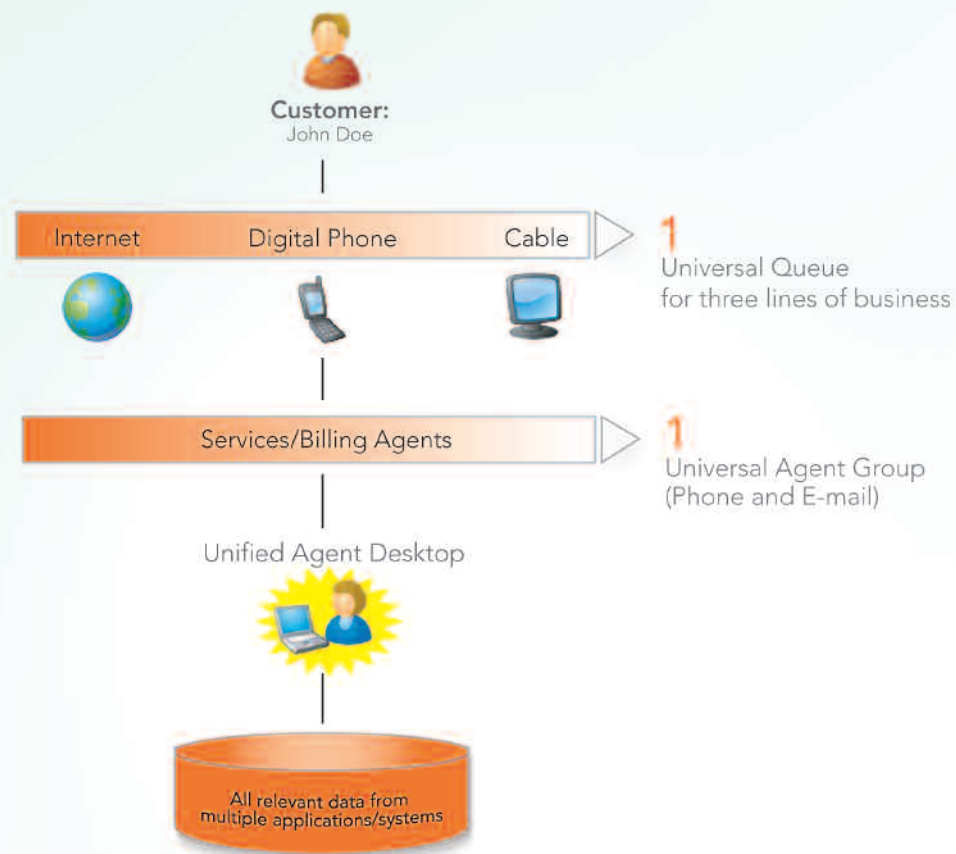 Customer:
John Doe
Internet Digital Phone Cable
1
Universal Queue
for three lines of business
Services/Billing Agents
1
Universal Agent Group
(Phone and E-mail)
Unified Agent Desktop
All relevant data from
multiple applications/systems